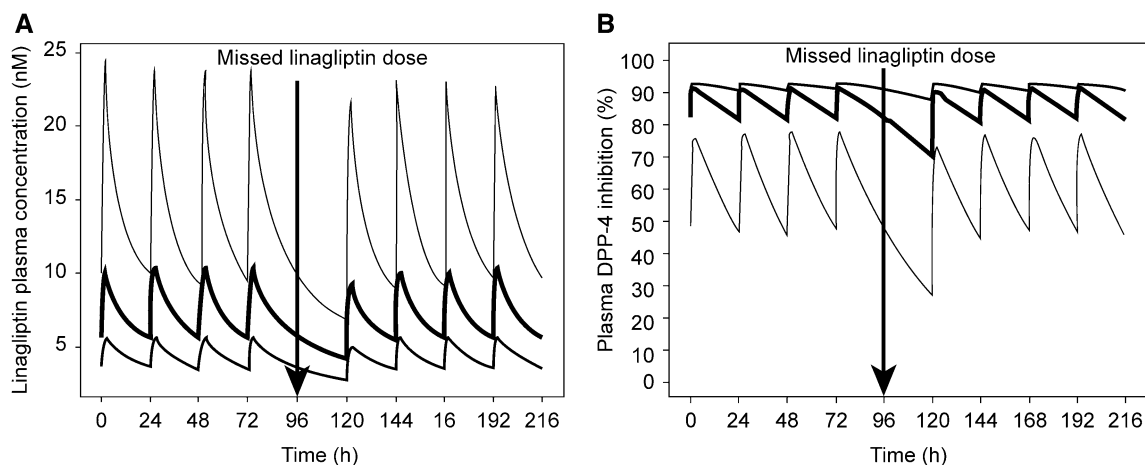 A
Linagliptin plasma concentration (nM)
25
20
15
10
5
Missed linagliptin dose
0 24 48 72 96 120 144 16 192 216
Time (h)
B
Plasma DPP-4 inhibition (%)
100
90
80
70
60
50
40
30
20
10
0
Missed linagliptin dose
0 24 48 72 96 120 144 168 192 216
Time (h)